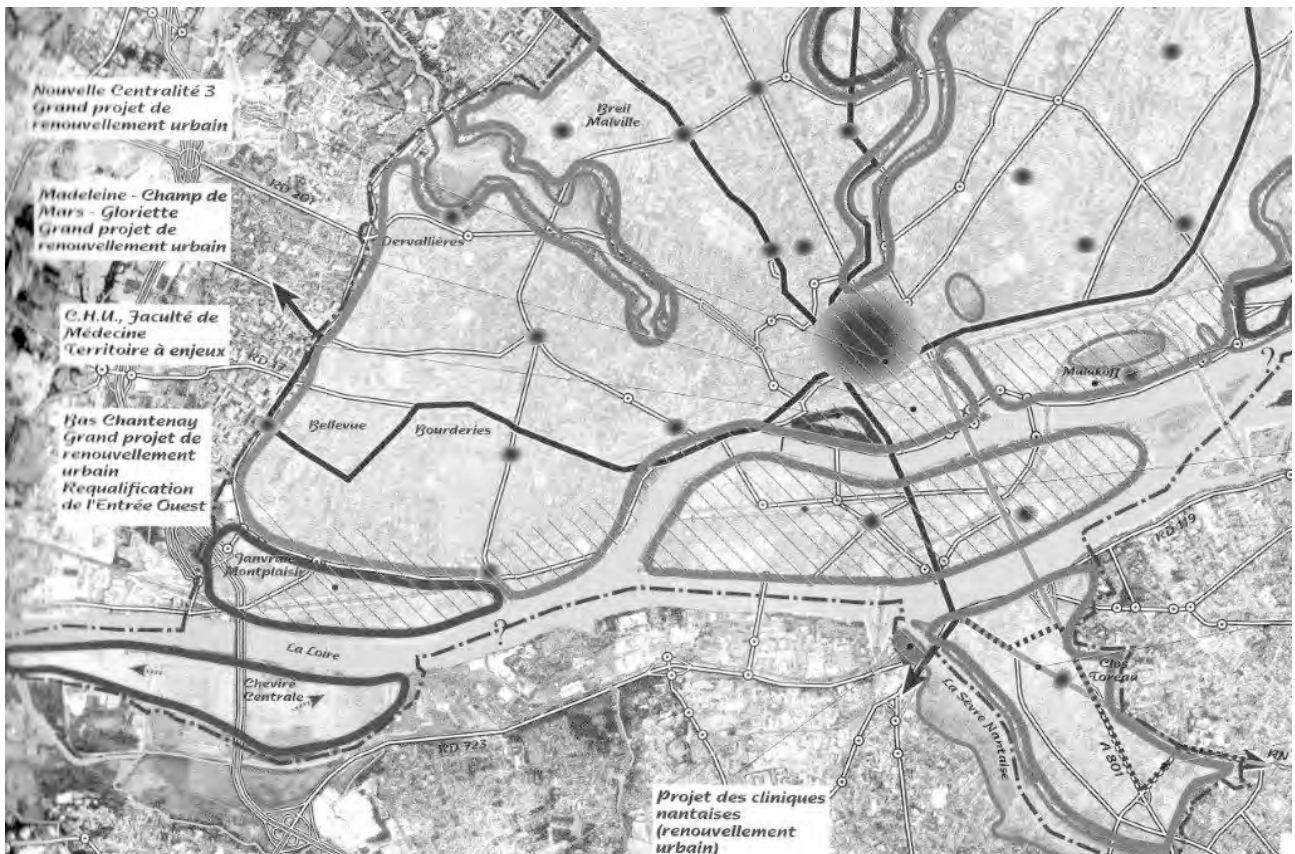 Nouvelle Centralité 3
Grand projet de
renouvellement urbain
Madeleine - Champ de
Mars - Gloriette
Grand projet de
renouvellement urbain
C.H.U., Faculté de
Médecine
Territoire à enjeux
Bas Chantenay
Grand projet de
renouvellement
urbain
Requalification
de l'Entrée Ouest
Breil
Malville
Dervallières
RD 17
Bellevue
Bourderies
Malakoff
?
RD 119
Janvraie
Montplaisir
?
La Loire
Cheviré
Centrale
RD 723
Clos
Toreau
La Sèvre Nantaise
A 801
RN
Projet des cliniques
nantaises
(renouvellement
urbain)